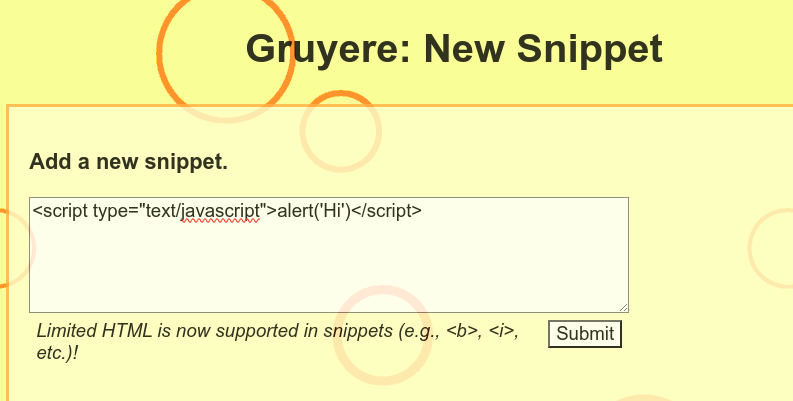 Gruyere: New Snippet
Add a new snippet.
<script type="text/javascript">alert('Hi')</script>
Limited HTML is now supported in snippets (e.g., <b>, <i>,
etc.)!
Submit